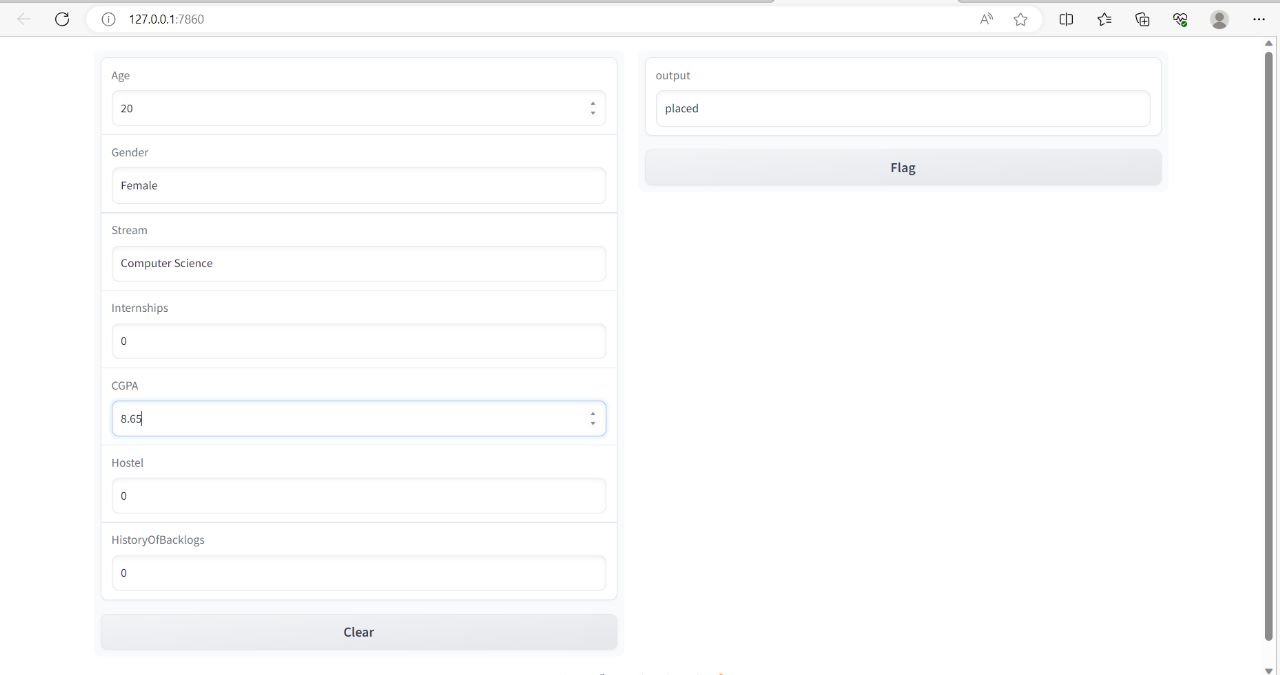 127.0.0.1:7860
Age
20
Gender
Female
Stream
Computer Science
Internships
0
CGPA
8.65
Hostel
0
HistoryOfBacklogs
0
Clear
output
placed
Flag